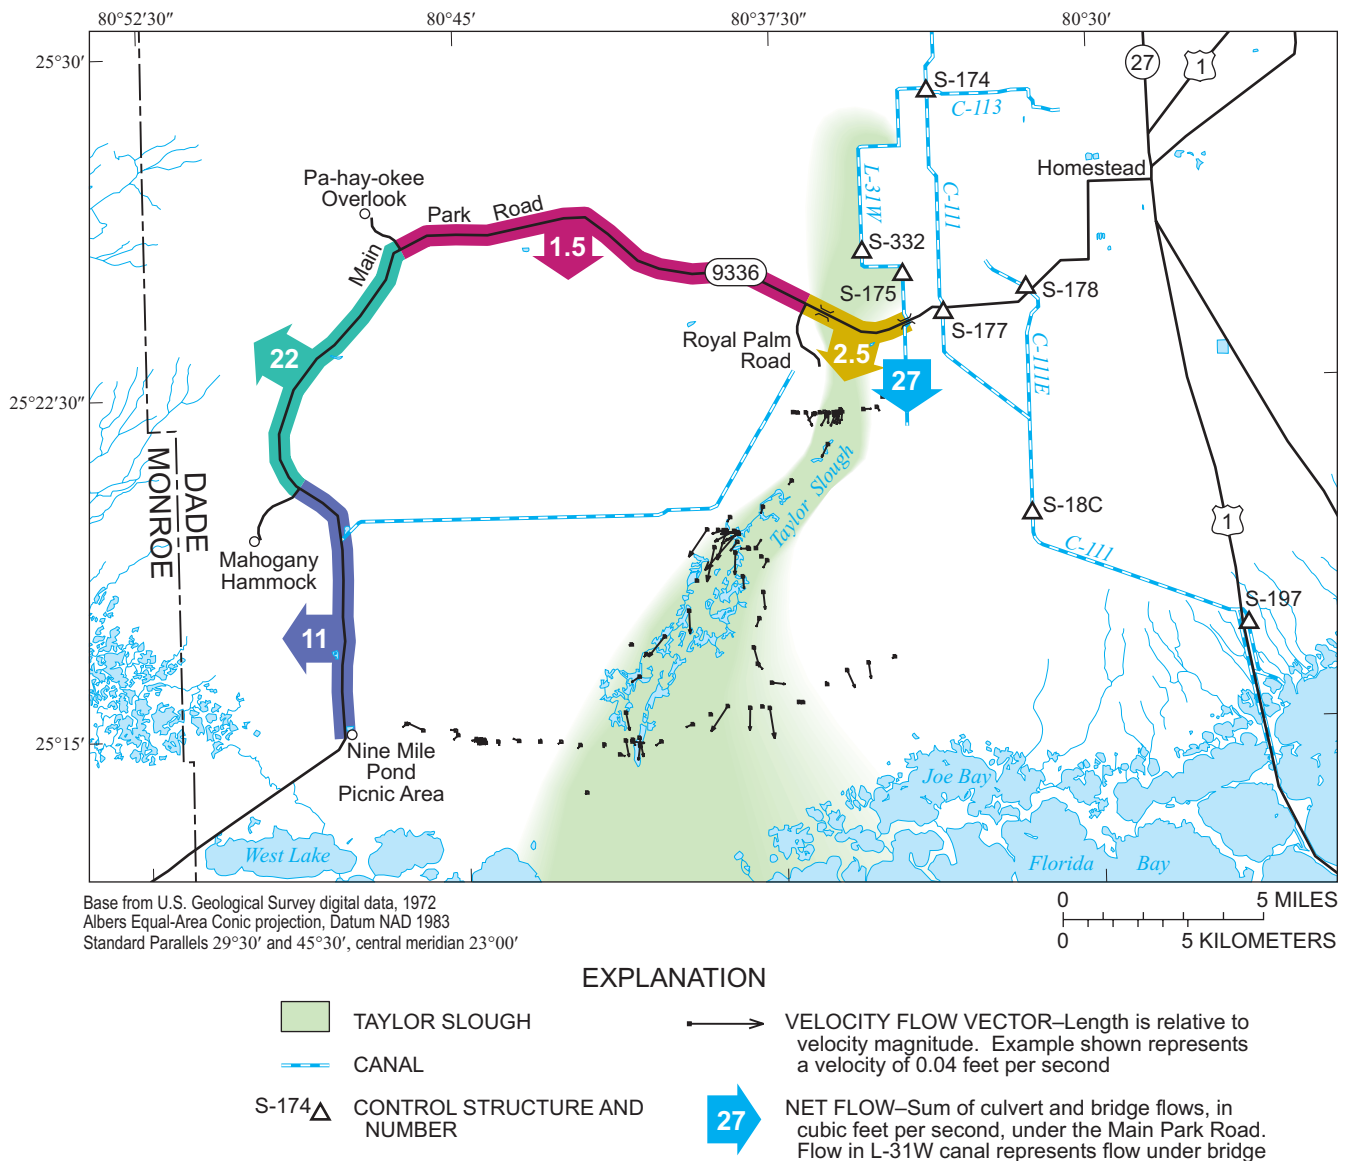 80°52′30″
80°45′
80°37′30″
80°30′
25°30′
25°22′30″
25°15′
27
1
S-174
C-113
Homestead
Pa-hay-okee
Overlook
Park
Road
Main
L-31W
C-111
1.5
S-332
9336
S-175
S-178
S-177
Royal Palm
Road
22
2.5
27
C-111E
DADE
MONROE
Taylor Slough
S-18C
1
C-111
Mahogany
Hammock
S-197
11
Nine Mile
Pond
Picnic Area
Joe Bay
West Lake
Florida Bay
Base from U.S. Geological Survey digital data, 1972
Albers Equal-Area Conic projection, Datum NAD 1983
Standard Parallels 29°30′ and 45°30′, central meridian 23°00′
0 5 MILES
0 5 KILOMETERS
EXPLANATION
TAYLOR SLOUGH
CANAL
S-174
CONTROL STRUCTURE AND
NUMBER
VELOCITY FLOW VECTOR–Length is relative to
velocity magnitude. Example shown represents
a velocity of 0.04 feet per second
27
NET FLOW–Sum of culvert and bridge flows, in
cubic feet per second, under the Main Park Road.
Flow in L-31W canal represents flow under bridge